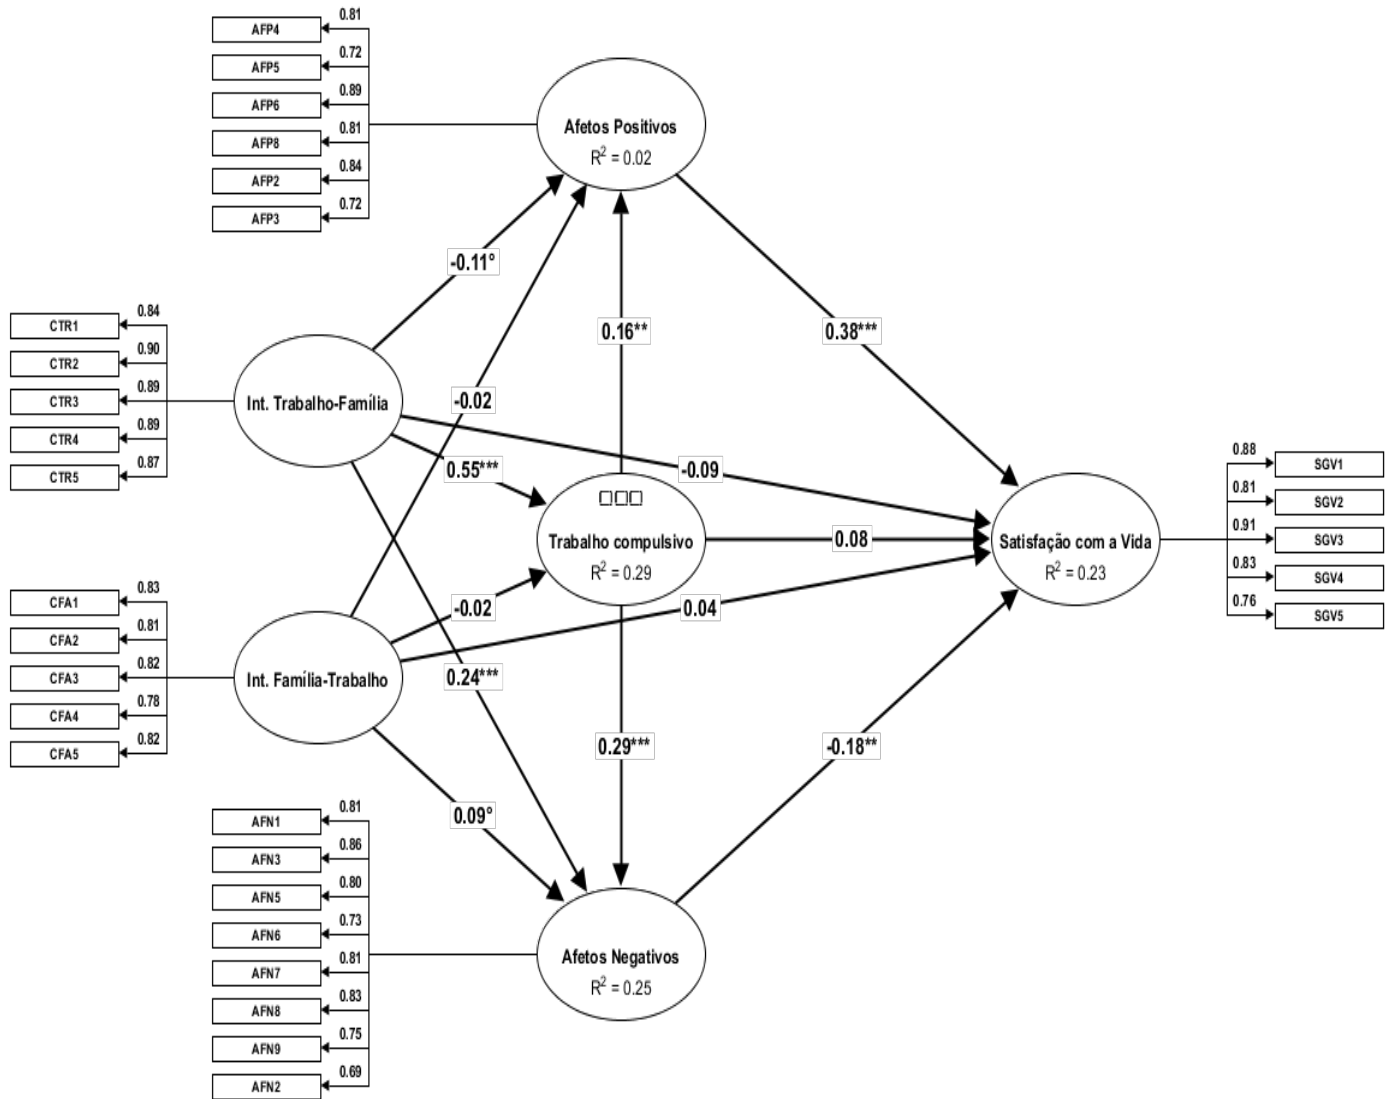 0.81
AFP4
0.72
AFP5
0.89
AFP6
0.81
AFP8
0.84
AFP2
0.72
AFP3
Afetos Positivos
R² = 0.02
0.84
CTR1
0.90
CTR2
0.89
CTR3
0.89
CTR4
0.87
CTR5
Int. Trabalho-Família
-0.11°
-0.02
0.55***
0.16**
0.38***
-0.09
□□□
Trabalho compulsivo
R² = 0.29
0.08
Satisfação com a Vida
R² = 0.23
0.88
SGV1
0.81
SGV2
0.91
SGV3
0.83
SGV4
0.76
SGV5
0.83
CFA1
0.81
CFA2
0.82
CFA3
0.78
CFA4
0.82
CFA5
Int. Família-Trabalho
-0.02
0.04
0.24***
0.29***
-0.18**
0.09°
0.81
AFN1
0.86
AFN3
0.80
AFN5
0.73
AFN6
0.81
AFN7
0.83
AFN8
0.75
AFN9
0.69
AFN2
Afetos Negativos
R² = 0.25